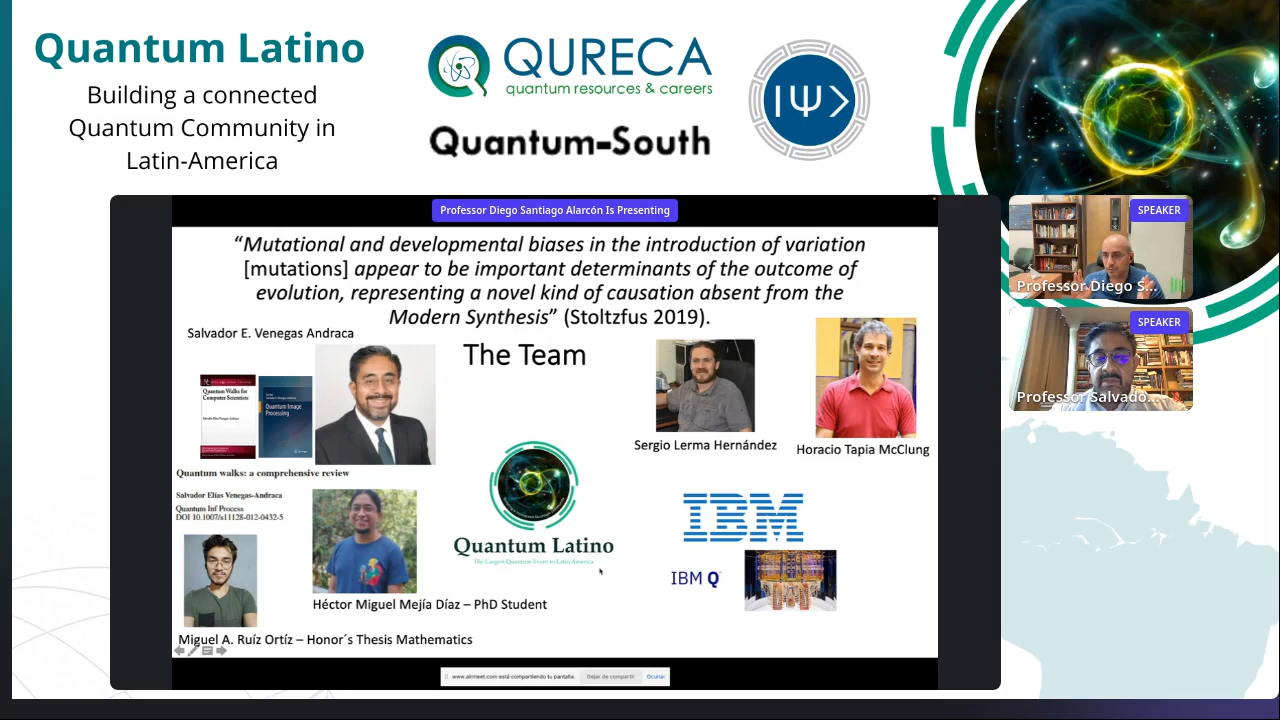 Quantum Latino
Building a connected
Quantum Community in
Latin-America
QURECA
quantum resources & careers
Quantum-South
|Ψ>
Professor Diego Santiago Alarcón Is Presenting
“Mutational and developmental biases in the introduction of variation
[mutations] appear to be important determinants of the outcome of
evolution, representing a novel kind of causation absent from the
Modern Synthesis” (Stoltzfus 2019).
Salvador E. Venegas Andraca
The Team
Quantum Walks for
Computer Scientists
Quantum Image
Processing
Sergio Lerma Hernández
Horacio Tapia McClung
Quantum walks: a comprehensive review
Salvador Elías Venegas-Andraca
Quantum Inf Process
DOI 10.1007/s11128-012-0432-5
Quantum Latino
The Largest Quantum Event in Latin America
IBM
IBM Q
Héctor Miguel Mejía Díaz – PhD Student
Miguel A. Ruíz Ortíz – Honor´s Thesis Mathematics
www.airmeet.com está compartiendo tu pantalla.
Dejar de compartir
Ocultar
SPEAKER
Professor Diego S...
SPEAKER
Professor Salvado...